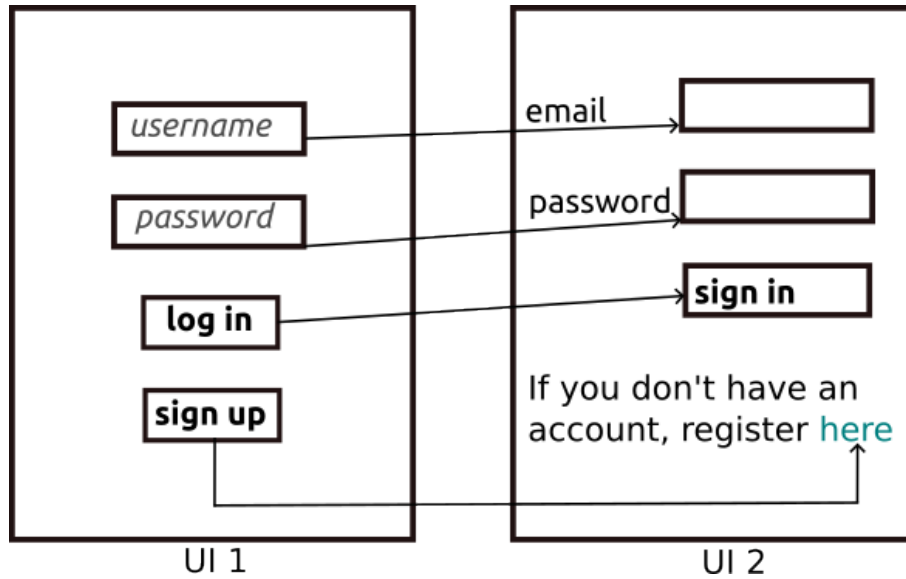 username
password
log in
sign up
UI 1
email
password
sign in
If you don't have an
account, register here
UI 2